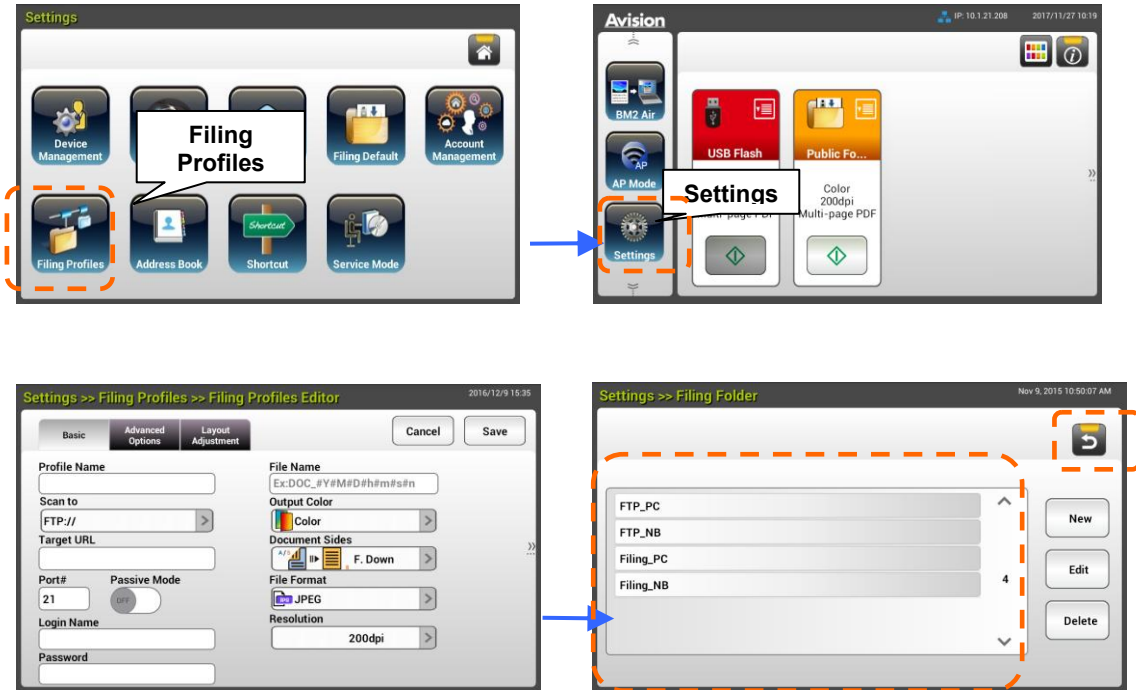 Settings
Device
Management
Filing
Profiles
Filing Default
Account
Management
Filing Profiles
Address Book
Shortcut
Shortcut
Service Mode
Avision
IP: 10.1.21.208
2017/11/27 10:19
BM2 Air
AP
AP Mode
Settings
Settings
USB Flash
Public Fo...
Color
200dpi
Multi-page PDF
Settings >> Filing Profiles >> Filing Profiles Editor
2016/12/9 15:35
Basic
Advanced
Options
Layout
Adjustment
Cancel
Save
Profile Name
Scan to
FTP://
Target URL
Port#
Passive Mode
21
OFF
Login Name
Password
File Name
Ex:DOC_#Y#M#D#h#m#s#n
Output Color
Color
Document Sides
F. Down
File Format
JPEG
Resolution
200dpi
Settings >> Filing Folder
Nov 9, 2015 10:50:07 AM
FTP_PC
FTP_NB
Filing_PC
Filing_NB
4
New
Edit
Delete